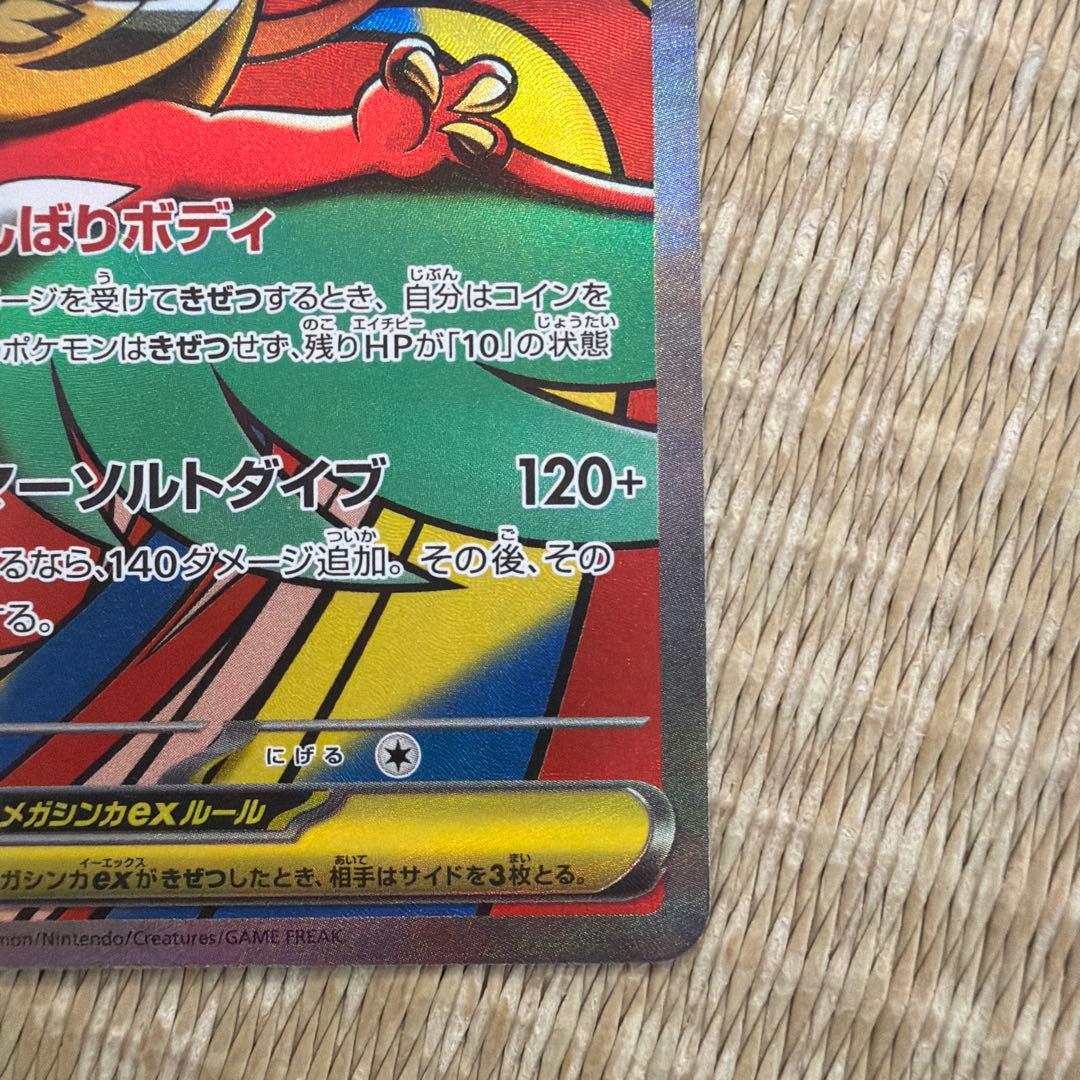 ばりボディ
ージを受けてきぜつするとき、自分はコインを
ポケモンはきぜつせず、残りHPが「10」の状態
アーソルトダイブ 120+
るなら、140ダメージ追加。その後、その
する。
にげる
メガシンカexルール
ガシンカexがきぜつしたとき、相手はサイドを3枚とる。
mon/Nintendo/Creatures/GAME FREAK